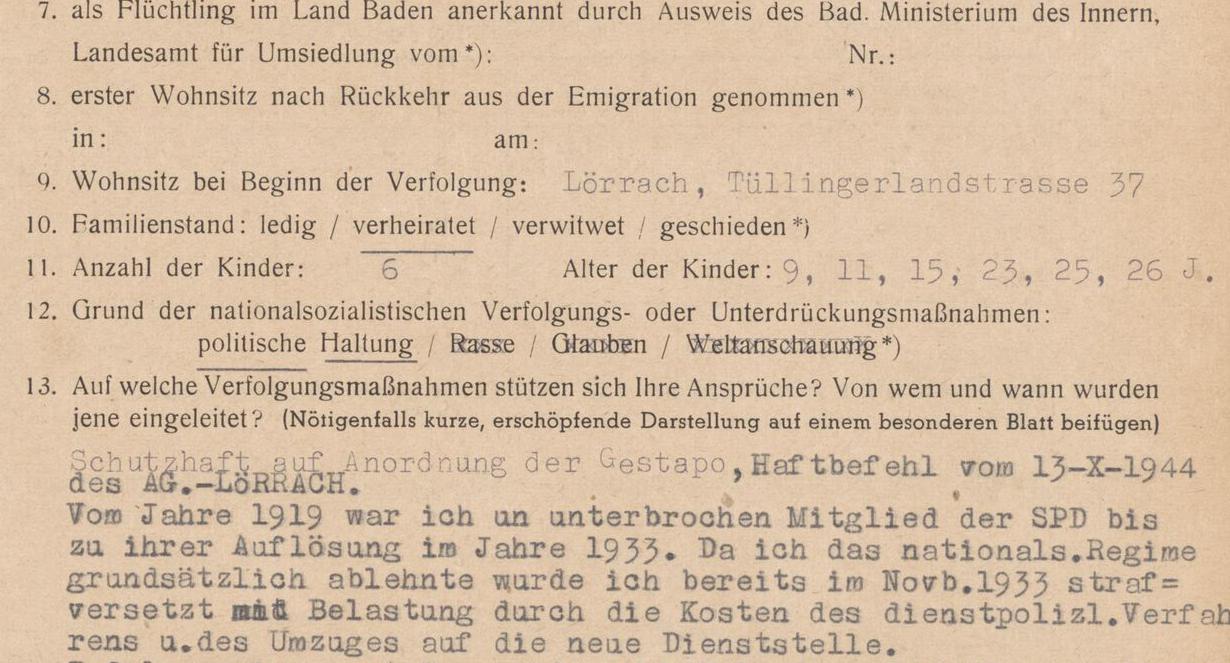 7. als Flüchtling im Land Baden anerkannt durch Ausweis des Bad. Ministerium des Innern,
Landesamt für Umsiedlung vom*): Nr.:
8. erster Wohnsitz nach Rückkehr aus der Emigration genommen*)
in: am:
9. Wohnsitz bei Beginn der Verfolgung: Lörrach, Tüllingerlandstrasse 37
10. Familienstand: ledig / verheiratet / verwitwet / geschieden*)
11. Anzahl der Kinder: 6 Alter der Kinder: 9, 11, 15, 23, 25, 26 J.
12. Grund der nationalsozialistischen Verfolgungs- oder Unterdrückungsmaßnahmen:
politische Haltung / Rasse / Glauben / Weltanschauung*)
13. Auf welche Verfolgungsmaßnahmen stützen sich Ihre Ansprüche? Von wem und wann wurden
jene eingeleitet? (Nötigenfalls kurze, erschöpfende Darstellung auf einem besonderen Blatt beifügen)
Schutzhaft auf Anordnung der Gestapo, Haftbefehl vom 13-X-1944
des AG.-LöRRACH.
Vom Jahre 1919 war ich un unterbrochen Mitglied der SPD bis
zu ihrer Auflösung im Jahre 1933. Da ich das nationals.Regime
grundsätzlich ablehnte wurde ich bereits im Novb.1933 straf=
versetzt mit Belastung durch die Kosten des dienstpolizl.Verfah
rens u.des Umzuges auf die neue Dienststelle.